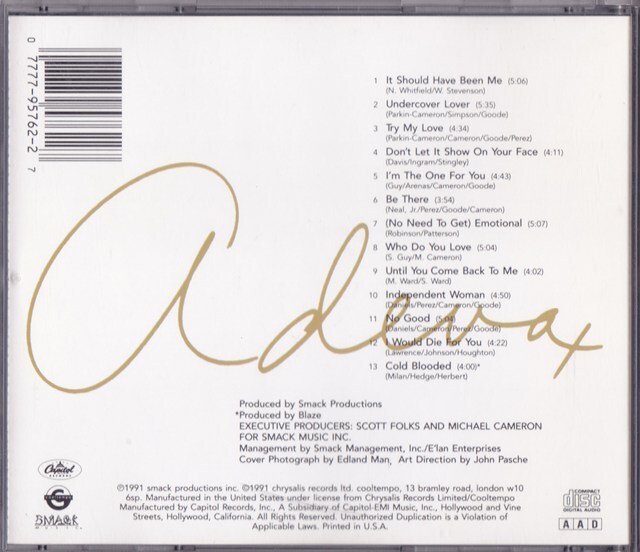 0 7777-95762-2 7
1 It Should Have Been Me (5:06)
(N. Whitfield/W. Stevenson)
2 Undercover Lover (5:35)
(Parkin-Cameron/Simpson/Goode)
3 Try My Love (4:34)
(Parkin-Cameron/Cameron/Goode/Perez)
4 Don't Let It Show On Your Face (4:11)
(Davis/Ingram/Stingley)
5 I'm The One For You (4:43)
(Guy/Arenas/Cameron/Goode)
6 Be There (3:54)
(Neal, Jr./Perez/Goode/Cameron)
7 (No Need To Get) Emotional (5:07)
(Robinson/Patterson)
8 Who Do You Love (5:04)
(S. Guy/M. Cameron)
9 Until You Come Back To Me (4:02)
(M. Ward/S. Ward)
10 Independent Woman (4:50)
(Daniels/Perez/Cameron/Goode)
11 No Good (5:04)
(Daniels/Cameron/Perez/Goode)
12 I Would Die For You (4:22)
(Lawrence/Johnson/Houghton)
13 Cold Blooded (4:00)*
(Milan/Hedge/Herbert)
Adeva
Produced by Smack Productions
*Produced by Blaze
EXECUTIVE PRODUCERS: SCOTT FOLKS AND MICHAEL CAMERON
FOR SMACK MUSIC INC.
Management by Smack Management, Inc./E'lan Enterprises
Cover Photograph by Edland Man, Art Direction by John Pasche
Capitol
RECORDS
COOLTEMPO
SMACK
MUSIC
℗1991 smack productions inc. ©1991 chrysalis records ltd. cooltempo, 13 bramley road, london w10
6sp. Manufactured in the United States under license from Chrysalis Records Limited/Cooltempo
Manufactured by Capitol Records, Inc., A Subsidiary of Capitol-EMI Music, Inc., Hollywood and Vine
Streets, Hollywood, California. All Rights Reserved. Unauthorized Duplication is a Violation of
Applicable Laws. Printed in U.S.A.
COMPACT
disc
DIGITAL AUDIO
A A D